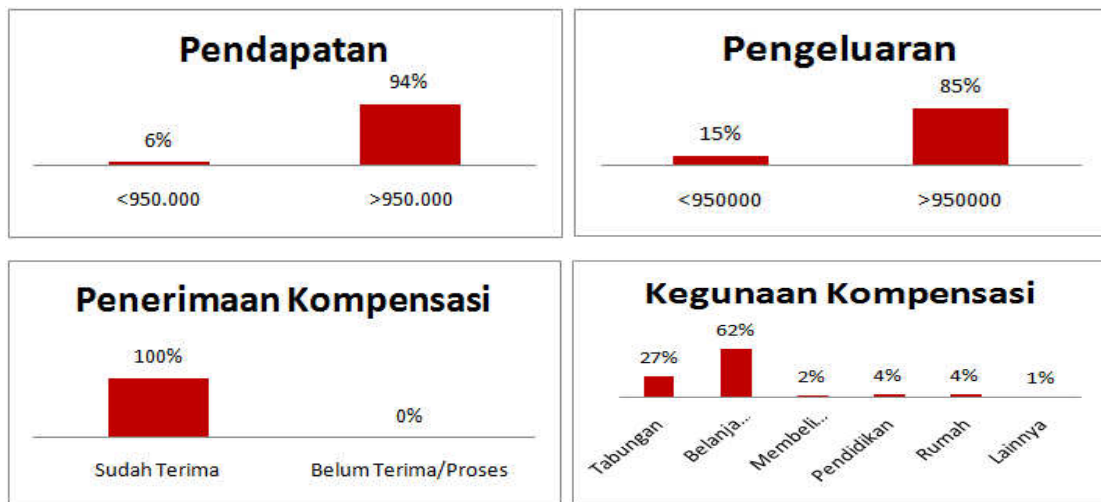 Pendapatan
94%
6%
<950.000 >950.000
Pengeluaran
85%
15%
<950000 >950000
Penerimaan Kompensasi
100%
0%
Sudah Terima Belum Terima/Proses
Kegunaan Kompensasi
62%
27%
2% 4% 4% 1%
Tabungan Belanja... Membeli... Pendidikan Rumah Lainnya